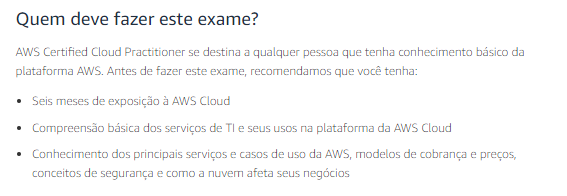 Quem deve fazer este exame?
AWS Certified Cloud Practitioner se destina a qualquer pessoa que tenha conhecimento básico da
plataforma AWS. Antes de fazer este exame, recomendamos que você tenha:
• Seis meses de exposição à AWS Cloud
• Compreensão básica dos serviços de TI e seus usos na plataforma da AWS Cloud
• Conhecimento dos principais serviços e casos de uso da AWS, modelos de cobrança e preços,
conceitos de segurança e como a nuvem afeta seus negócios